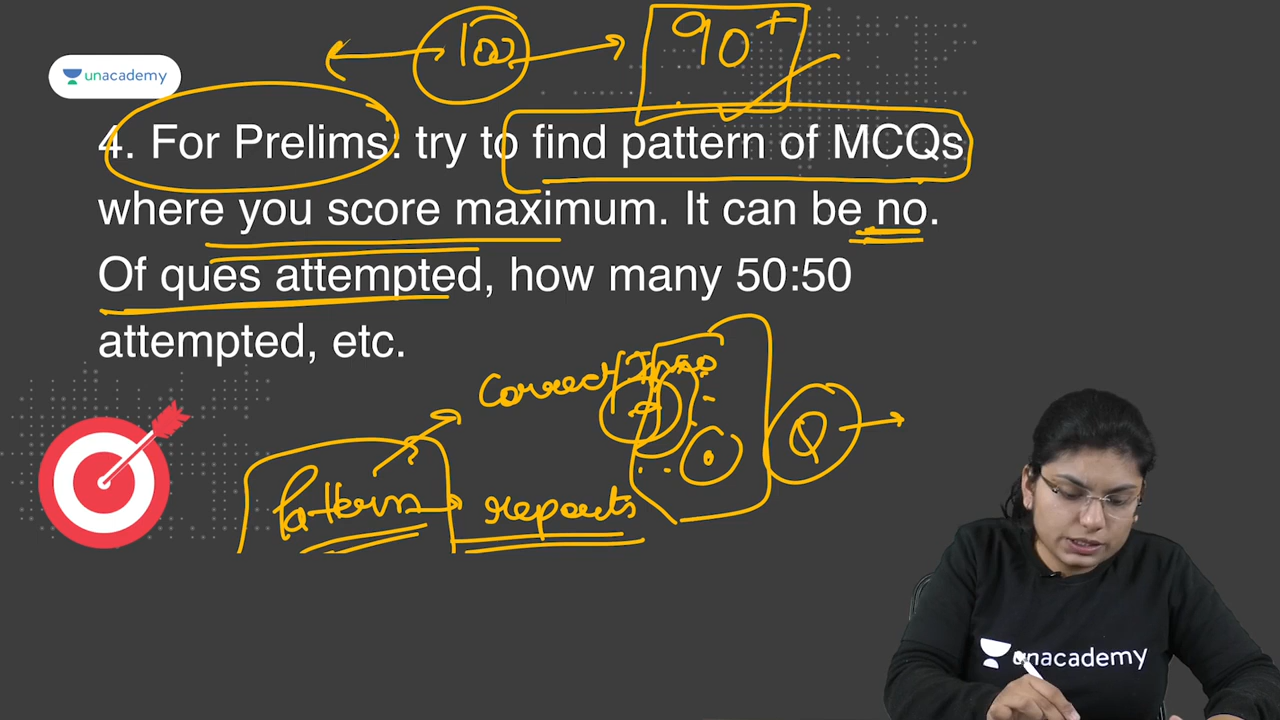 100
90+
unacademy
4. For Prelims: try to find pattern of MCQs
where you score maximum. It can be no.
Of ques attempted, how many 50:50
attempted, etc.
Correct/
Q
Pattern
repeats
unacademy